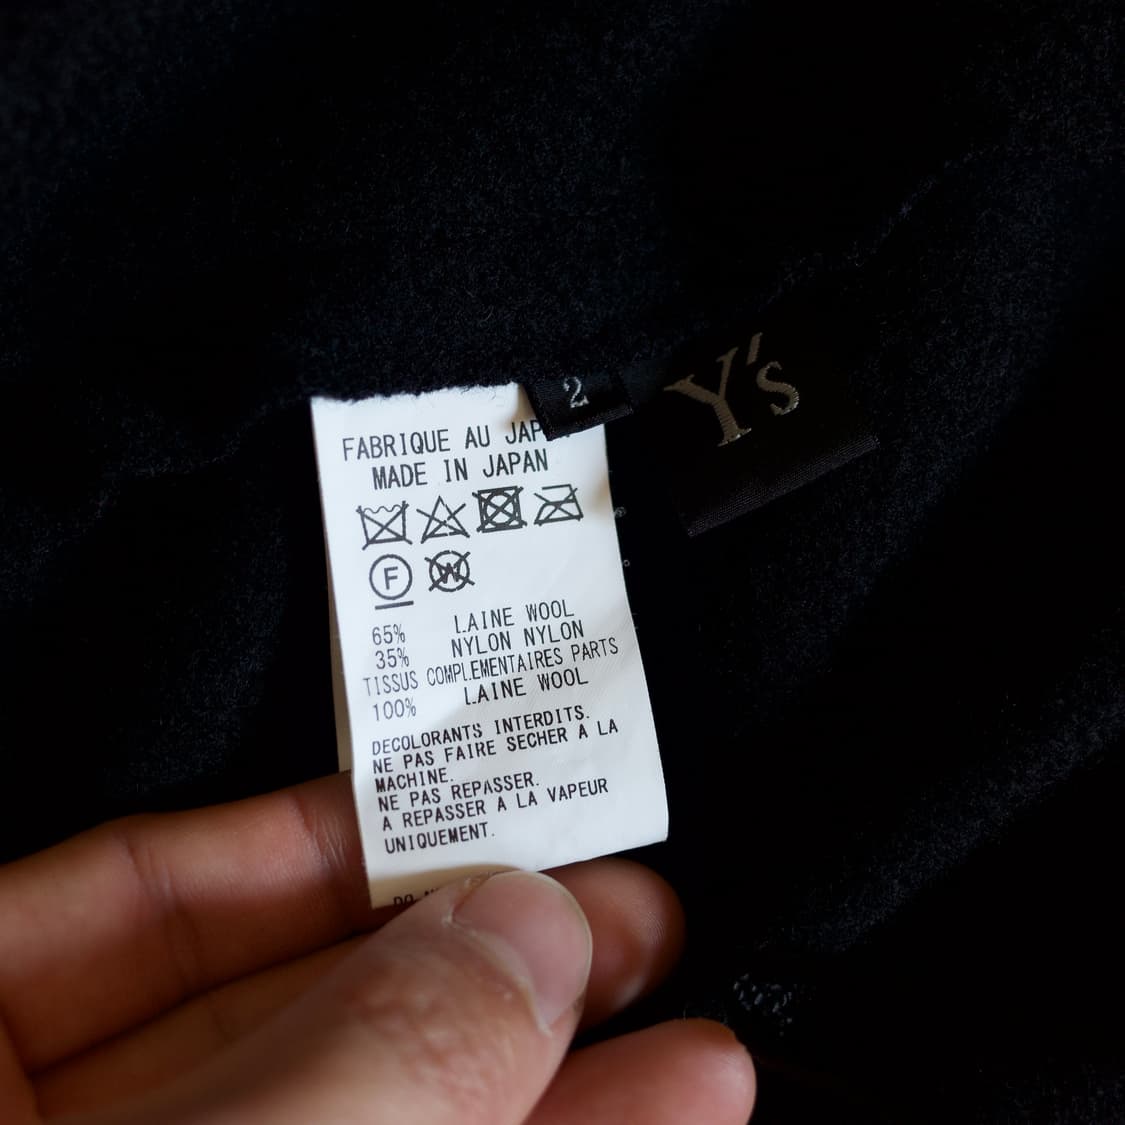 2
Y's
FABRIQUE AU
MADE IN JAPAN
F
W
65% LAINE WOOL
35% NYLON NYLON
TISSUS COMPLEMENTAIRES PARTS
100% LAINE WOOL
DECOLORANTS INTERDITS.
NE PAS FAIRE SECHER A LA
MACHINE.
NE PAS REPASSER.
A REPASSER A LA VAPEUR
UNIQUEMENT.
DO